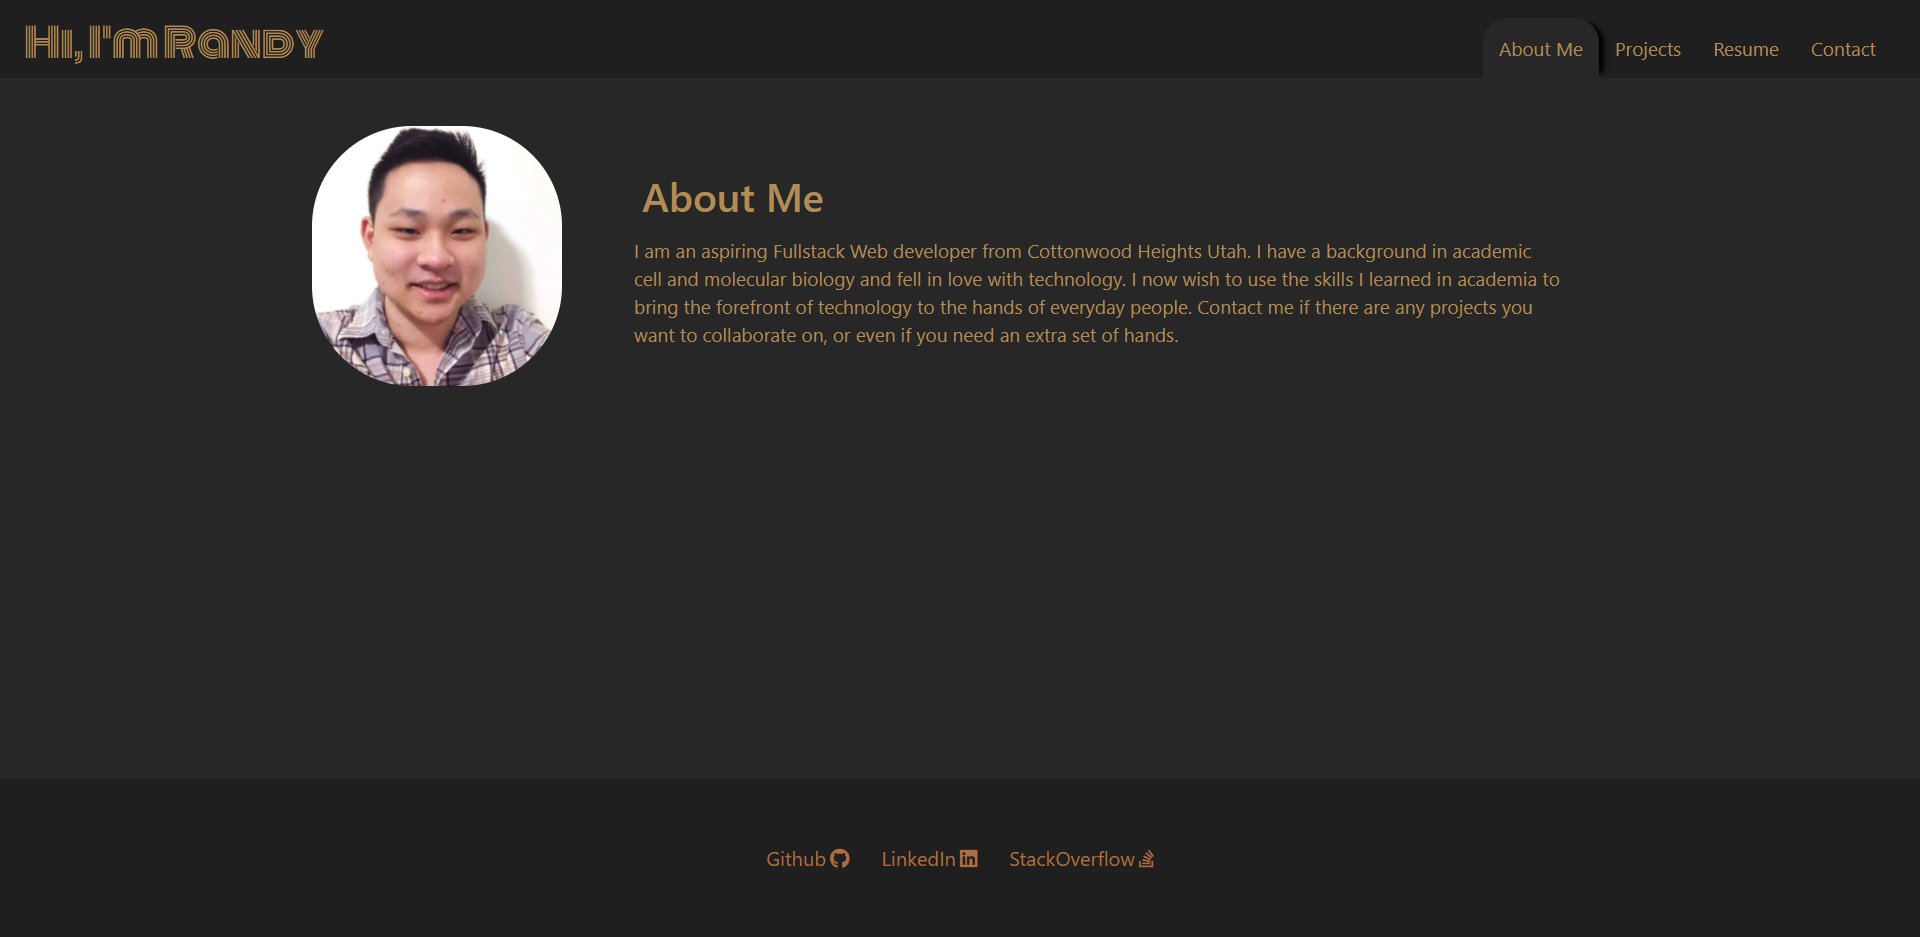 Hi, I'm Randy
About Me
Projects
Resume
Contact
About Me
I am an aspiring Fullstack Web developer from Cottonwood Heights Utah. I have a background in academic
cell and molecular biology and fell in love with technology. I now wish to use the skills I learned in academia to
bring the forefront of technology to the hands of everyday people. Contact me if there are any projects you
want to collaborate on, or even if you need an extra set of hands.
Github
LinkedIn
StackOverflow